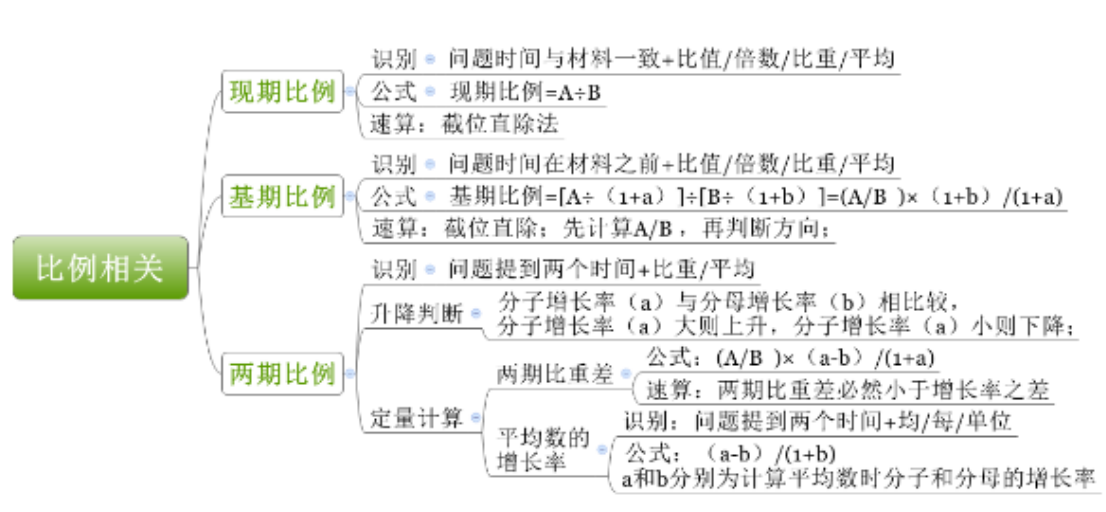 比例相关
现期比例
识别 问题时间与材料一致+比值/倍数/比重/平均
公式 现期比例=A÷B
速算：截位直除法
基期比例
识别 问题时间在材料之前+比值/倍数/比重/平均
公式 基期比例=[A÷（1+a）]÷[B÷（1+b）]=(A/B )×（1+b）/(1+a)
速算：截位直除；先计算A/B ，再判断方向；
两期比例
识别 问题提到两个时间+比重/平均
升降判断
分子增长率（a）与分母增长率（b）相比较，
分子增长率（a）大则上升，分子增长率（a）小则下降；
定量计算
两期比重差
公式：(A/B )×（a-b）/(1+a)
速算：两期比重差必然小于增长率之差
平均数的
增长率
识别：问题提到两个时间+均/每/单位
公式：（a-b）/(1+b)
a和b分别为计算平均数时分子和分母的增长率